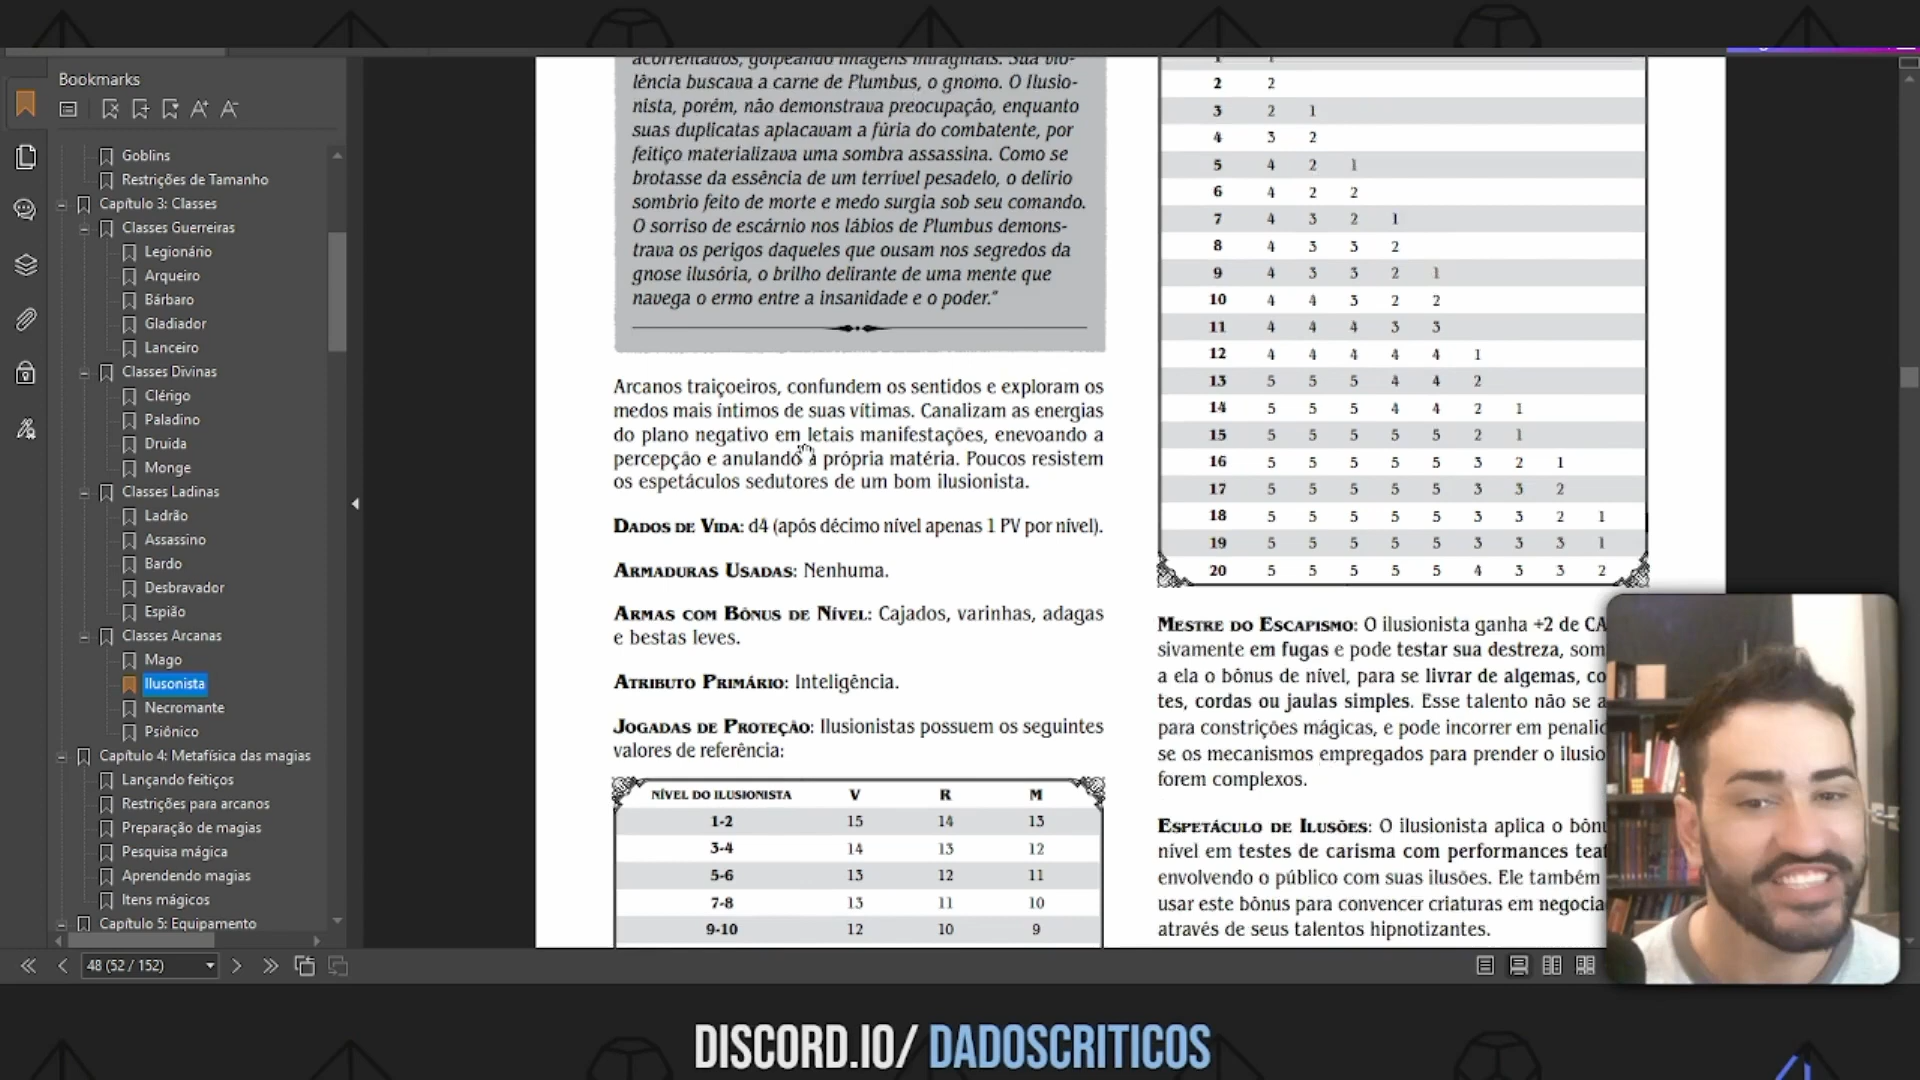 Bookmarks
Goblins
Restrições de Tamanho
Capítulo 3: Classes
Classes Guerreiras
Legionário
Arqueiro
Bárbaro
Gladiador
Lanceiro
Classes Divinas
Clérigo
Paladino
Druida
Monge
Classes Ladinas
Ladrão
Assassino
Bardo
Desbravador
Espião
Classes Arcanas
Mago
Ilusonista
Necromante
Psiônico
Capítulo 4: Metafísica das magias
Lançando feitiços
Restrições para arcanos
Preparação de magias
Pesquisa mágica
Aprendendo magias
Itens mágicos
Capítulo 5: Equipamento
48 (52 / 152)
acorrentados, golpeando imagens miraginais. Sua vio-
lência buscava a carne de Plumbus, o gnomo. O Ilusio-
nista, porém, não demonstrava preocupação, enquanto
suas duplicatas aplacavam a fúria do combatente, por
feitiço materializava uma sombra assassina. Como se
brotasse da essência de um terrível pesadelo, o delírio
sombrio feito de morte e medo surgia sob seu comando.
O sorriso de escárnio nos lábios de Plumbus demons-
trava os perigos daqueles que ousam nos segredos da
gnose ilusória, o brilho delirante de uma mente que
navega o ermo entre a insanidade e o poder."
Arcanos traiçoeiros, confundem os sentidos e exploram os
medos mais íntimos de suas vítimas. Canalizam as energias
do plano negativo em letais manifestações, enevoando a
percepção e anulando a própria matéria. Poucos resistem
os espetáculos sedutores de um bom ilusionista.
DADOS DE VIDA: d4 (após décimo nível apenas 1 PV por nível).
ARMADURAS USADAS: Nenhuma.
ARMAS COM BÔNUS DE NÍVEL: Cajados, varinhas, adagas
e bestas leves.
ATRIBUTO PRIMÁRIO: Inteligência.
JOGADAS DE PROTEÇÃO: Ilusionistas possuem os seguintes
valores de referência:
NÍVEL DO ILUSIONISTA V R M
1-2 15 14 13
3-4 14 13 12
5-6 13 12 11
7-8 13 11 10
9-10 12 10 9
1 1
2 2
3 2 1
4 3 2
5 4 2 1
6 4 2 2
7 4 3 2 1
8 4 3 3 2
9 4 3 3 2 1
10 4 4 3 2 2
11 4 4 4 3 3
12 4 4 4 4 4 1
13 5 5 5 4 4 2
14 5 5 5 4 4 2 1
15 5 5 5 5 5 2 1
16 5 5 5 5 5 3 2 1
17 5 5 5 5 5 3 3 2
18 5 5 5 5 5 3 3 2 1
19 5 5 5 5 5 3 3 3 1
20 5 5 5 5 5 4 3 3 2
MESTRE DO ESCAPISMO: O ilusionista ganha +2 de CA
sivamente em fugas e pode testar sua destreza, som
a ela o bônus de nível, para se livrar de algemas, co
tes, cordas ou jaulas simples. Esse talento não se a
para constrições mágicas, e pode incorrer em penalid
se os mecanismos empregados para prender o ilusio
forem complexos.
ESPETÁCULO DE ILUSÕES: O ilusionista aplica o bônu
nível em testes de carisma com performances teat
envolvendo o público com suas ilusões. Ele também
usar este bônus para convencer criaturas em negocia
através de seus talentos hipnotizantes.
DISCORD.IO/ DADOSCRITICOS